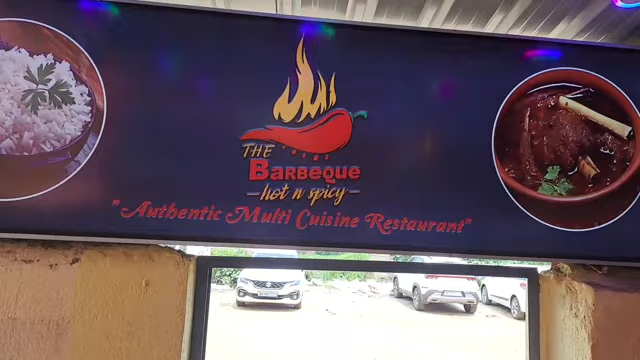 THE
BARBEQUE
hot n spicy
"Authentic Multi Cuisine Restaurant"